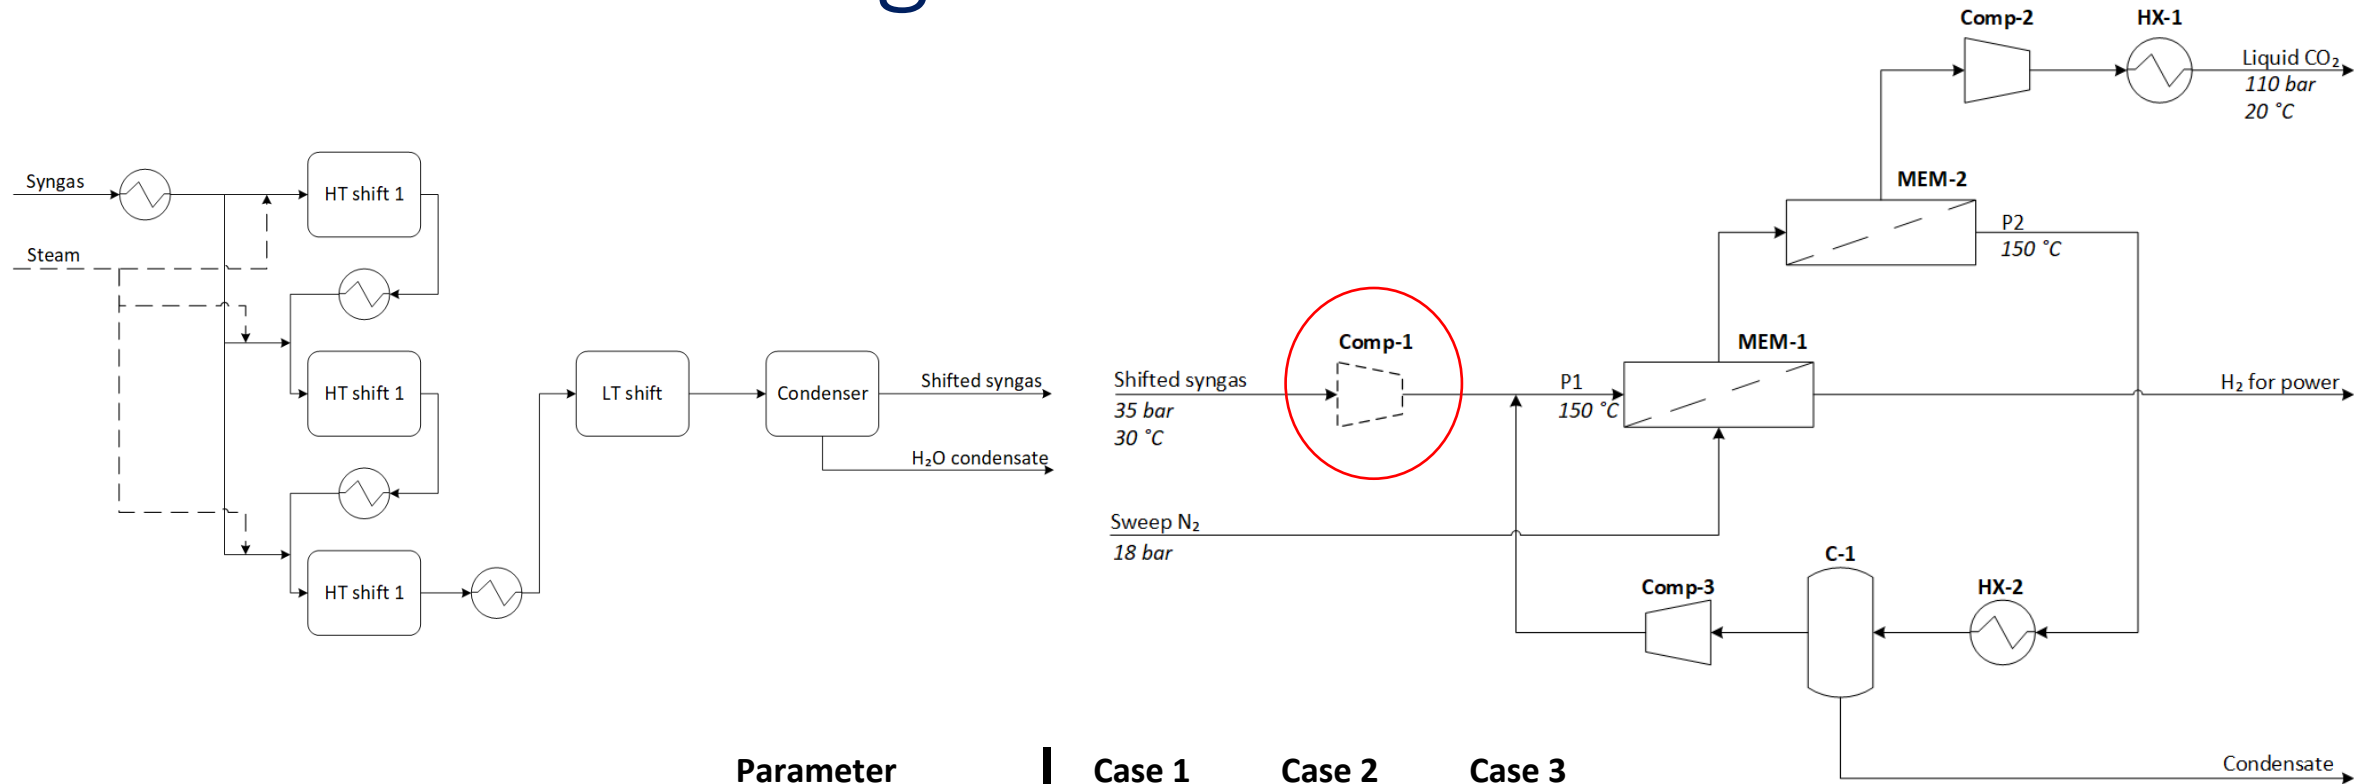 Comp-2
HX-1
Liquid CO₂
110 bar
20 ˚C
MEM-2
P2
150 ˚C
Syngas
HT shift 1
Steam
HT shift 1
LT shift
Condenser
Shifted syngas
H₂O condensate
HT shift 1
Comp-1
MEM-1
Shifted syngas
35 bar
30 ˚C
P1
150 ˚C
H₂ for power
Sweep N₂
18 bar
C-1
Comp-3
HX-2
Condensate
Parameter Case 1 Case 2 Case 3